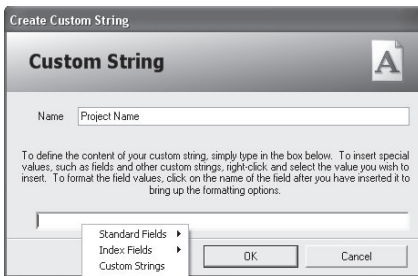 Create Custom String
Custom String
A
Name Project Name
To define the content of your custom string, simply type in the box below. To insert special
values, such as fields and other custom strings, right-click and select the value you wish to
insert. To format the field values, click on the name of the field after you have inserted it to
bring up the formatting options.
Standard Fields
Index Fields
Custom Strings
OK Cancel